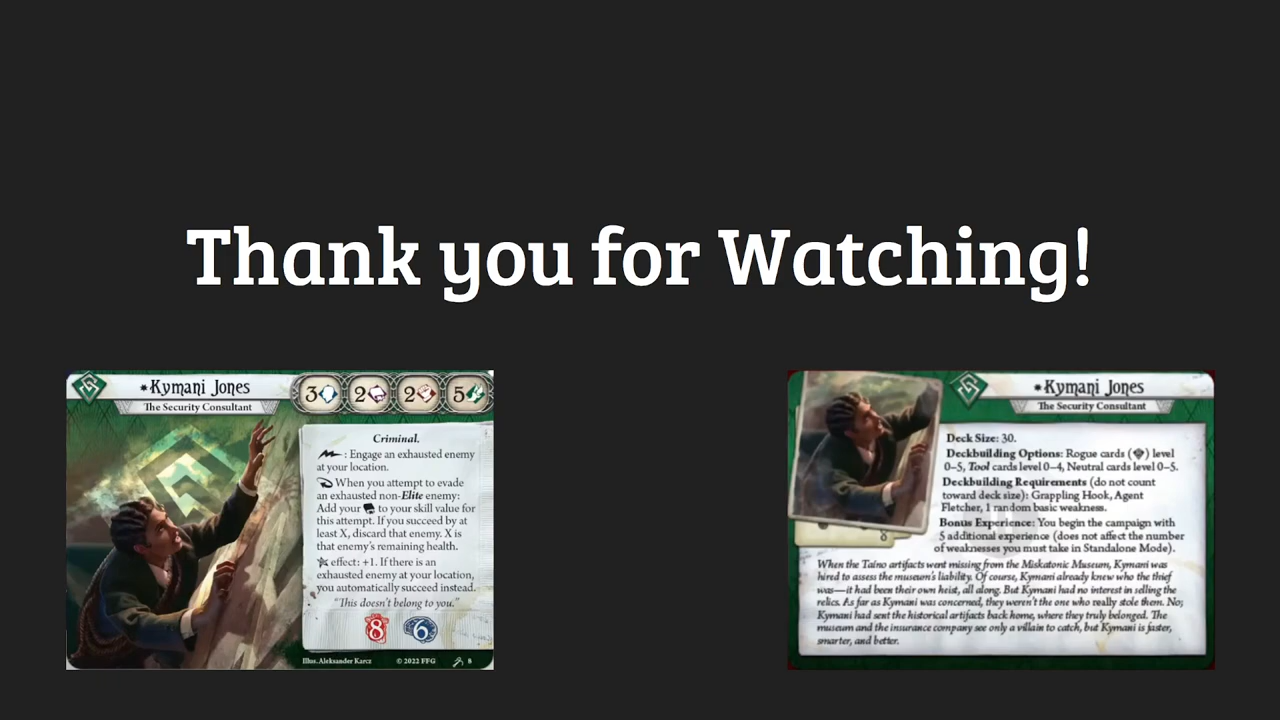 Thank you for Watching!
Kymani Jones
The Security Consultant
3 2 2 5
Criminal.
: Engage an exhausted enemy
at your location.
When you attempt to evade
an exhausted non-Elite enemy:
Add your to your skill value for
this attempt. If you succeed by at
least X, discard that enemy. X is
that enemy's remaining health.
effect: +1. If there is an
exhausted enemy at your location,
you automatically succeed instead.
"This doesn't belong to you."
8 6
Illus. Aleksander Karcz © 2022 FFG 8
Kymani Jones
The Security Consultant
Deck Size: 30.
Deckbuilding Options: Rogue cards ( ) level
0–5, Tool cards level 0–4, Neutral cards level 0–5.
Deckbuilding Requirements (do not count
toward deck size): Grappling Hook, Agent
Fletcher, 1 random basic weakness.
Bonus Experience: You begin the campaign with
5 additional experience (does not affect the number
of weaknesses you must take in Standalone Mode).
When the Taíno artifacts went missing from the Miskatonic Museum, Kymani was
hired to assess the museum's liability. Of course, Kymani already knew who the thief
was—it had been their own heist, all along. But Kymani had no interest in selling the
relics. As far as Kymani was concerned, they weren't the one who really stole them. No;
Kymani had sent the historical artifacts back home, where they truly belonged. The
museum and the insurance company see only a villain to catch, but Kymani is faster,
smarter, and better.